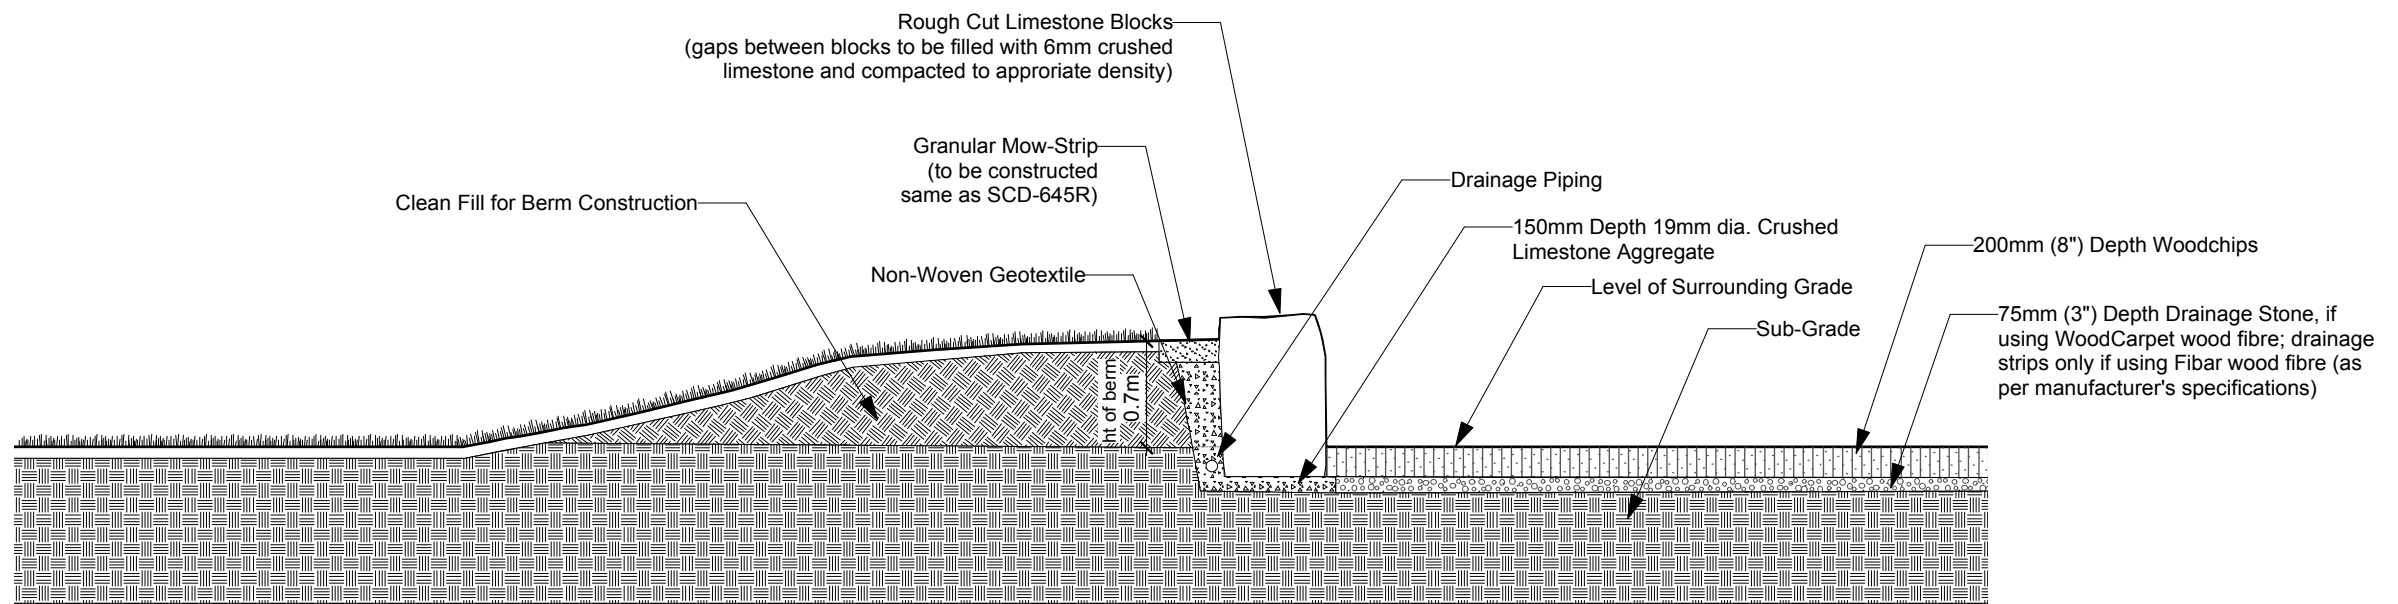 Rough Cut Limestone Blocks
(gaps between blocks to be filled with 6mm crushed
limestone and compacted to approriate density)
Granular Mow-Strip
(to be constructed
same as SCD-645R)
Clean Fill for Berm Construction
Non-Woven Geotextile
Drainage Piping
150mm Depth 19mm dia. Crushed
Limestone Aggregate
Level of Surrounding Grade
Sub-Grade
200mm (8") Depth Woodchips
75mm (3") Depth Drainage Stone, if
using WoodCarpet wood fibre; drainage
strips only if using Fibar wood fibre (as
per manufacturer's specifications)
ht of berm
0.7m